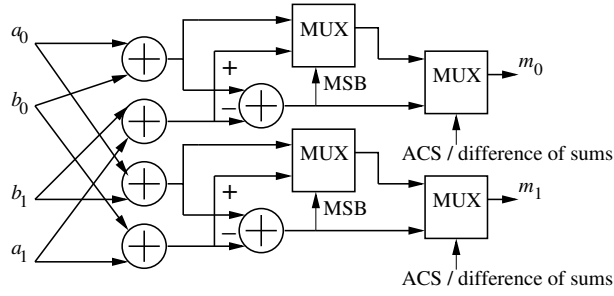 a0
MUX
MUX
m0
+
−
MSB
b0
ACS / difference of sums
b1
MUX
MUX
m1
+
−
MSB
a1
ACS / difference of sums